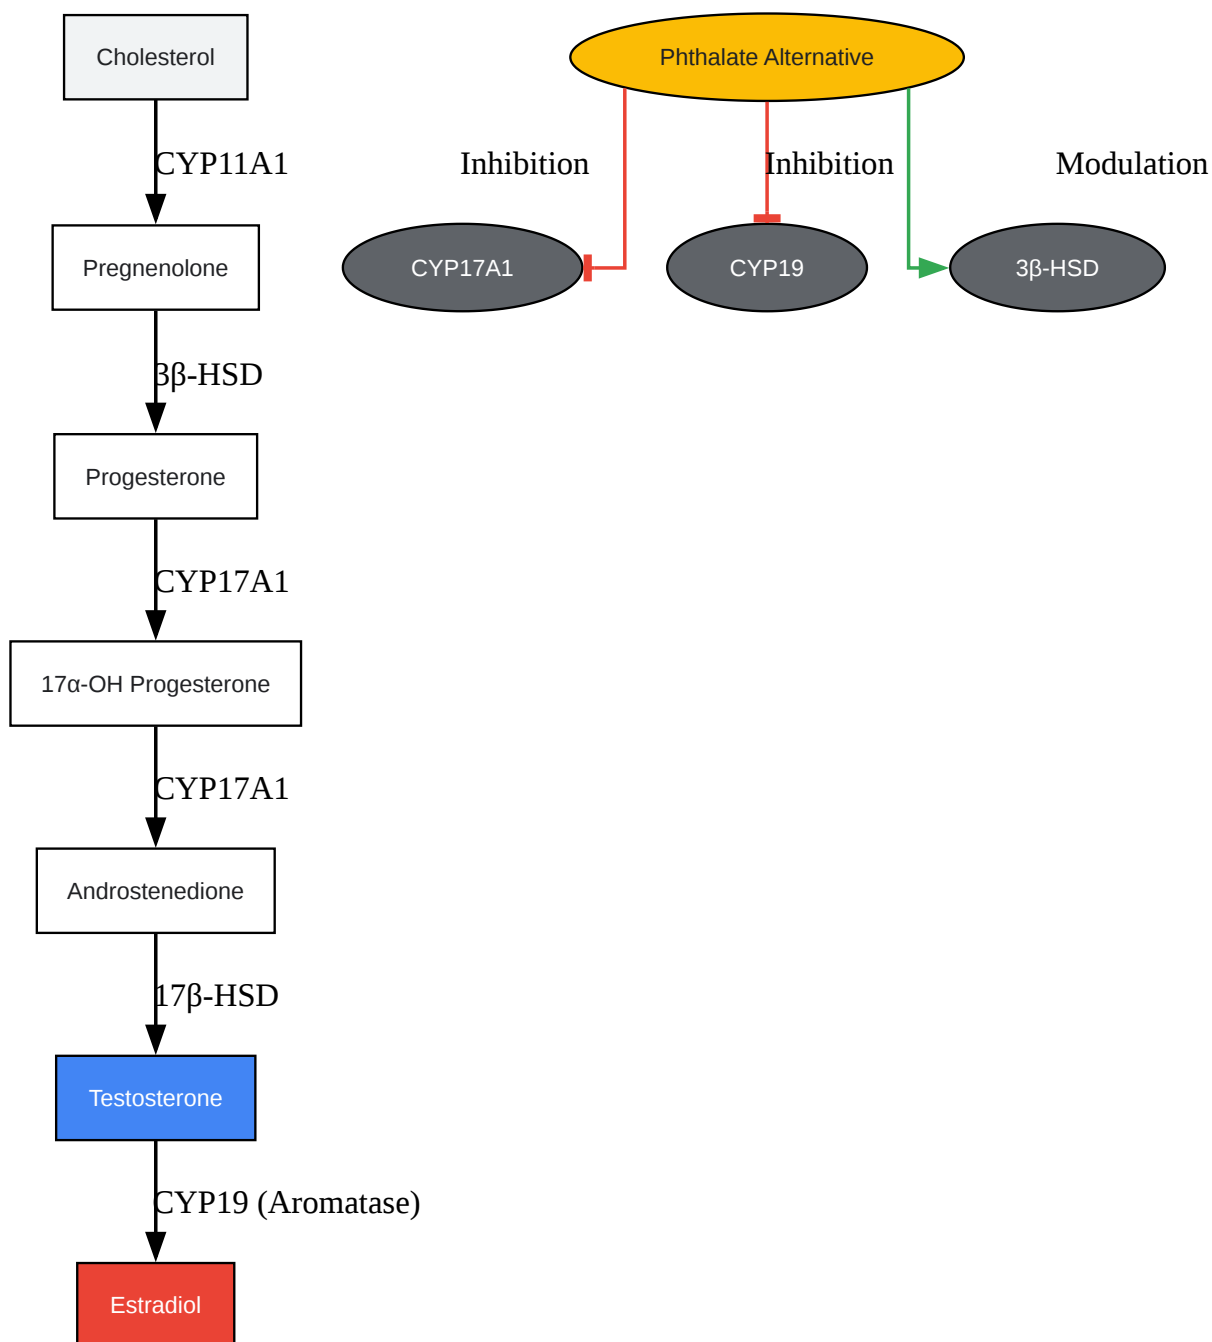 Cholesterol
Phthalate Alternative
CYP11A1
Inhibition
Inhibition
Modulation
Pregnenolone
CYP17A1
CYP19
3β-HSD
3β-HSD
Progesterone
CYP17A1
17α-OH Progesterone
CYP17A1
Androstenedione
17β-HSD
Testosterone
CYP19 (Aromatase)
Estradiol